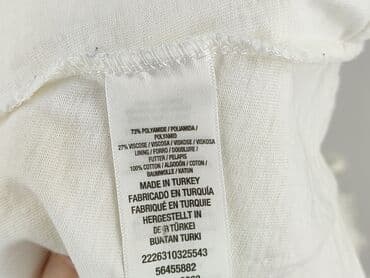 73% POLYAMIDE / POLIAMIDA /
POLYAMID
27% VISCOSE / VISCOSA / VISKOSE / VISKOSA
LINING / FORRO / DOUBLURE /
FUTTER / PELAPIS
100% COTTON / ALGODÓN / COTON /
BAUMWOLLE / KATUN
MADE IN TURKEY
FABRICADO EN TURQUÍA
FABRIQUÉ EN TURQUIE
HERGESTELLT IN
DER TÜRKEI
BUATAN TURKI
2226310325543
56455882